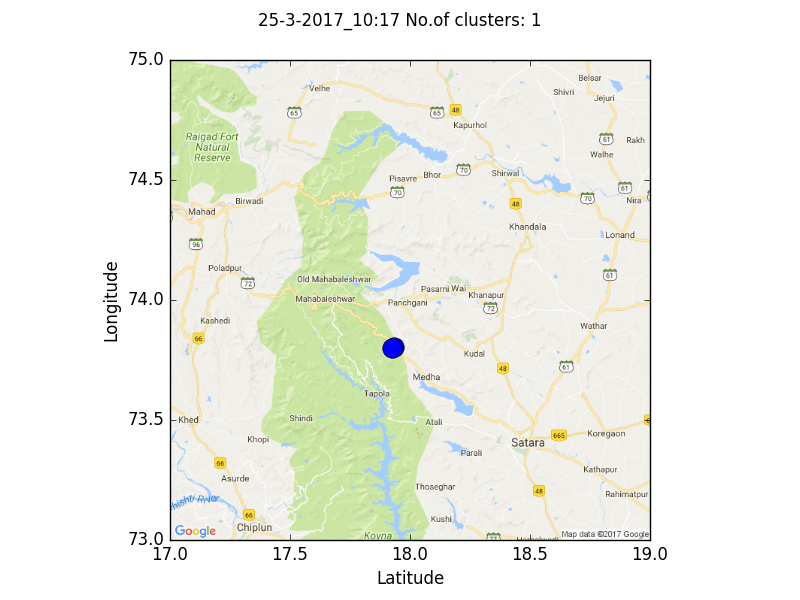 25-3-2017_10:17 No.of clusters: 1
75.0
74.5
74.0
73.5
73.0
17.0
17.5
18.0
18.5
19.0
Longitude
Latitude
Velhe
65
65
48
Belsar
Shivri
Jejuri
Kapurhol
61
Rakh
Walhe
Raigad Fort
Natural
Reserve
Pisavre
Bhor
70
Shirwal
70
61
70
Nira
48
Birwadi
Mahad
Khandala
Lonand
96
Poladpur
72
Old Mahabaleshwar
Mahabaleshwar
Panchgani
Pasarni
Wai
Khanapur
72
61
Kashedi
66
Wathar
Kudal
48
61
Medha
Tapola
Khed
Shindi
Atali
Khopi
Satara
665
Koregaon
Parali
66
Asurde
Kathapur
Thoseghar
48
Rahimatpur
66
Chiplun
Kushi
Koyna
Google
Map data ©2017 Google